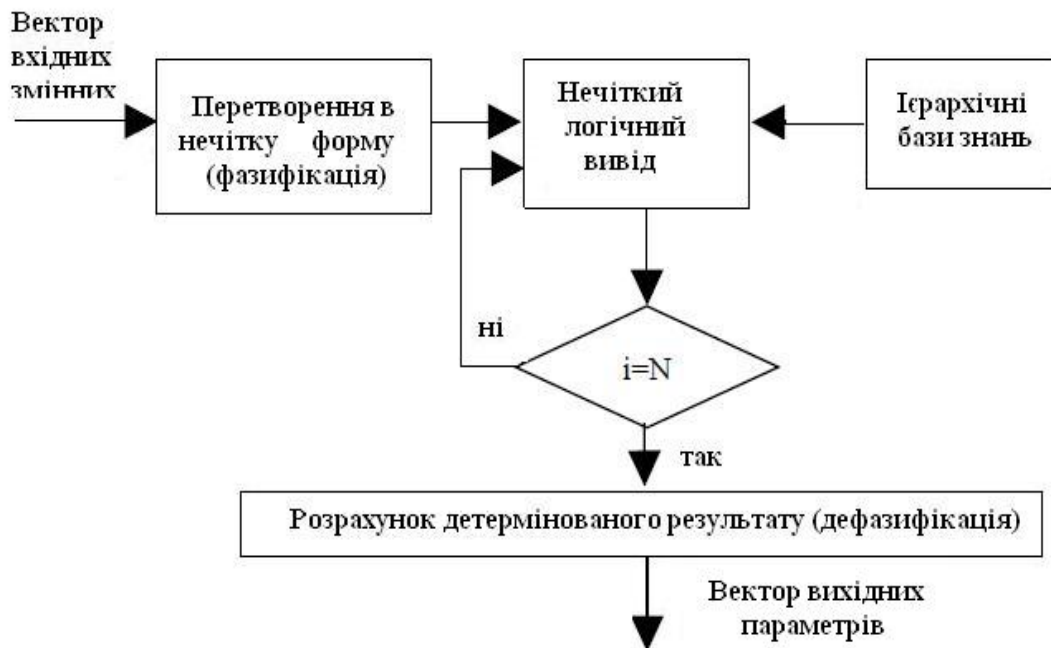 Вектор
вхідних
змінних
Перетворення в
нечітку форму
(фазифікація)
Нечіткий
логічний
вивід
Ієрархічні
бази знань
ні
i=N
так
Розрахунок детермінованого результату (дефазифікація)
Вектор вихідних
параметрів